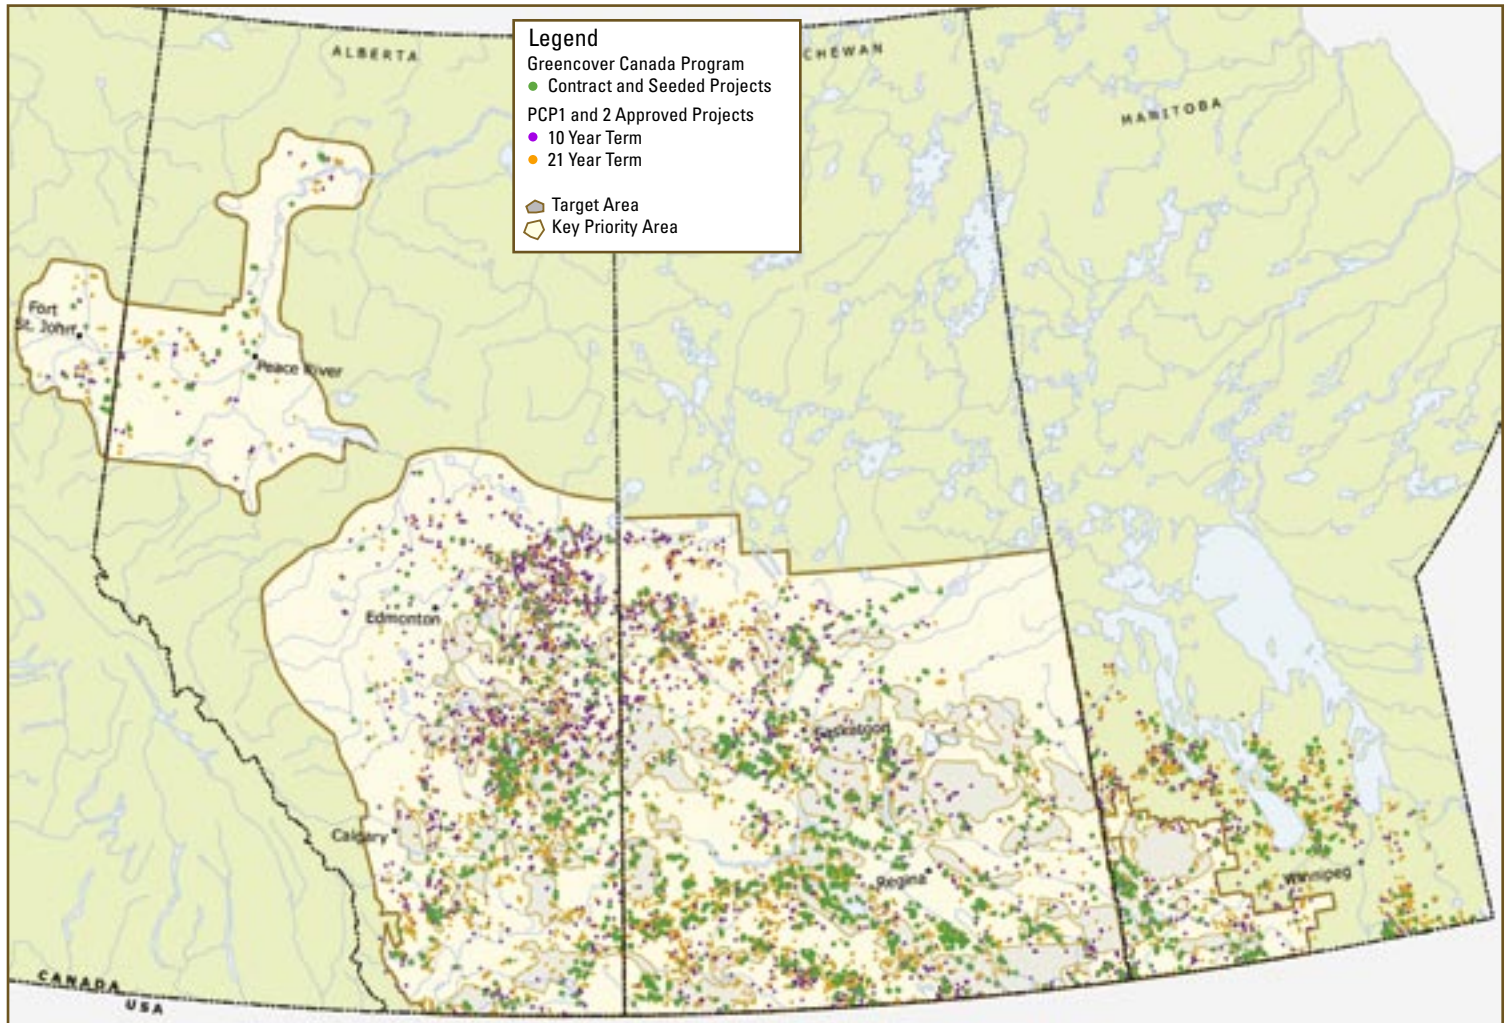 ALBERTA
CHEWAN
MANITOBA
Legend
Greencover Canada Program
Contract and Seeded Projects
PCP1 and 2 Approved Projects
10 Year Term
21 Year Term
Target Area
Key Priority Area
Fort
St. John
Peace River
Edmonton
Saskatoon
Calgary
Regina
Winnipeg
CANADA
USA